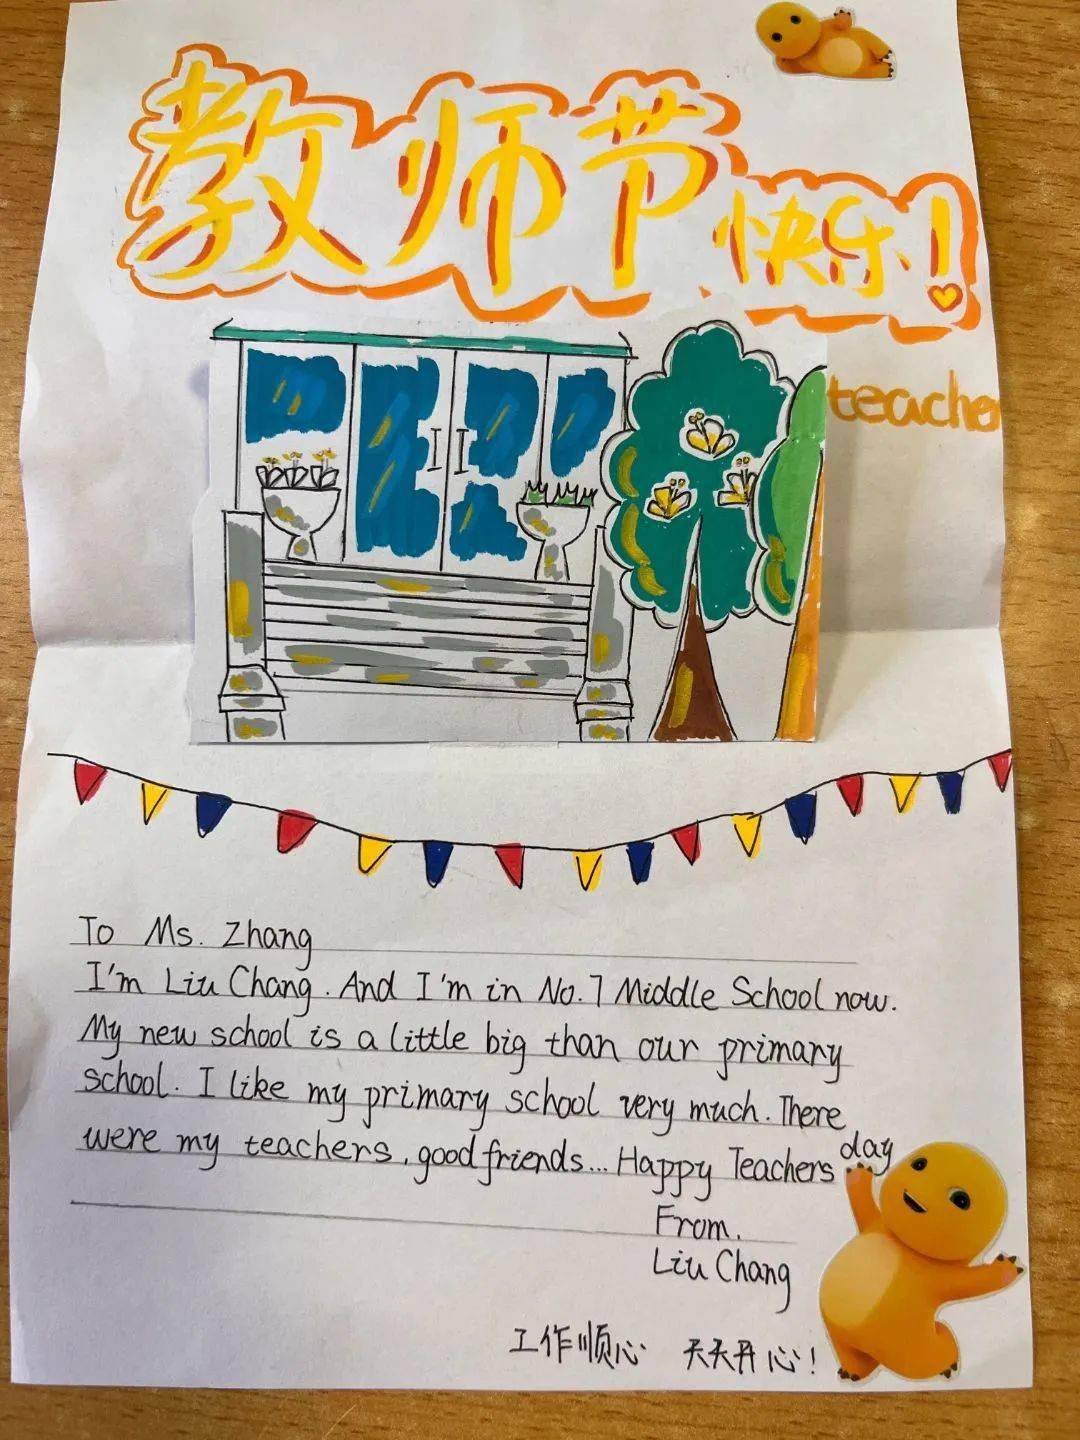 教师节快乐！
teacher
To Ms. Zhang
I'm Liu Chang. And I'm in No.7 Middle School now.
My new school is a little big than our primary
school. I like my primary school very much. There
were my teachers, good friends... Happy Teachers day
From.
Liu Chang
工作顺心 天天开心！